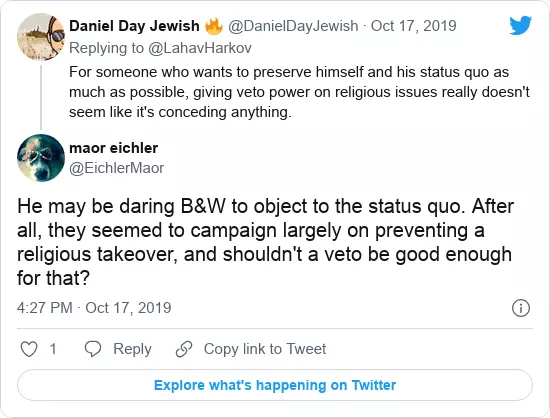 Daniel Day Jewish 🔥 @DanielDayJewish · Oct 17, 2019
Replying to @LahavHarkov
For someone who wants to preserve himself and his status quo as
much as possible, giving veto power on religious issues really doesn't
seem like it's conceding anything.
maor eichler
@EichlerMaor
He may be daring B&W to object to the status quo. After
all, they seemed to campaign largely on preventing a
religious takeover, and shouldn't a veto be good enough
for that?
4:27 PM · Oct 17, 2019
1 Reply Copy link to Tweet
Explore what's happening on Twitter